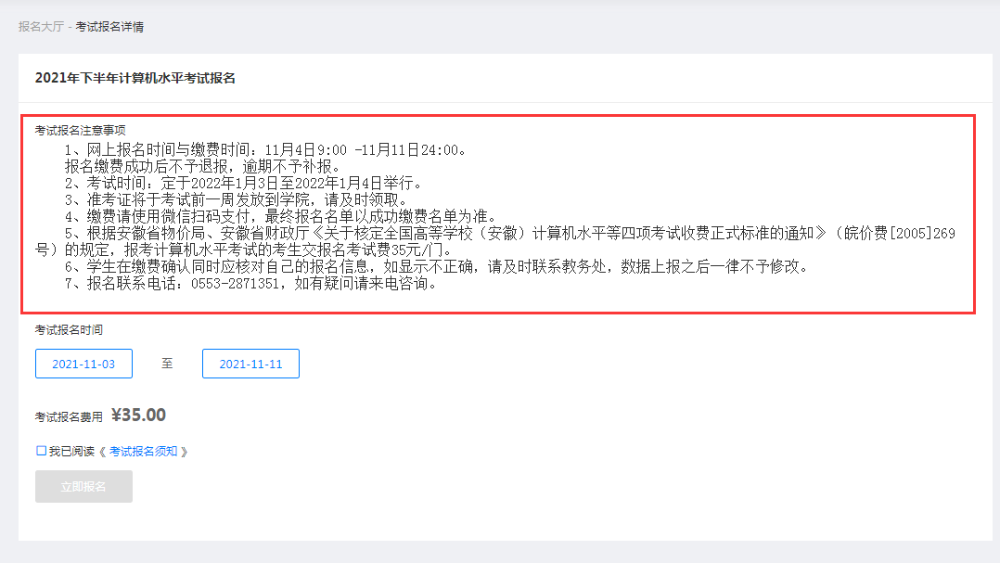 报名大厅 - 考试报名详情
2021年下半年计算机水平考试报名
考试报名注意事项
1、网上报名时间与缴费时间：11月4日9:00 -11月11日24:00。
报名缴费成功后不予退报，逾期不予补报。
2、考试时间：定于2022年1月3日至2022年1月4日举行。
3、准考证将于考试前一周发放到学院，请及时领取。
4、缴费请使用微信扫码支付，最终报名名单以成功缴费名单为准。
5、根据安徽省物价局、安徽省财政厅《关于核定全国高等学校（安徽）计算机水平等四项考试收费正式标准的通知》（皖价费[2005]269
号）的规定，报考计算机水平考试的考生交报名考试费35元/门。
6、学生在缴费确认同时应核对自己的报名信息，如显示不正确，请及时联系教务处，数据上报之后一律不予修改。
7、报名联系电话：0553-2871351，如有疑问请来电咨询。
考试报名时间
2021-11-03 至 2021-11-11
考试报名费用 ¥35.00
我已阅读《 考试报名须知 》
立即报名